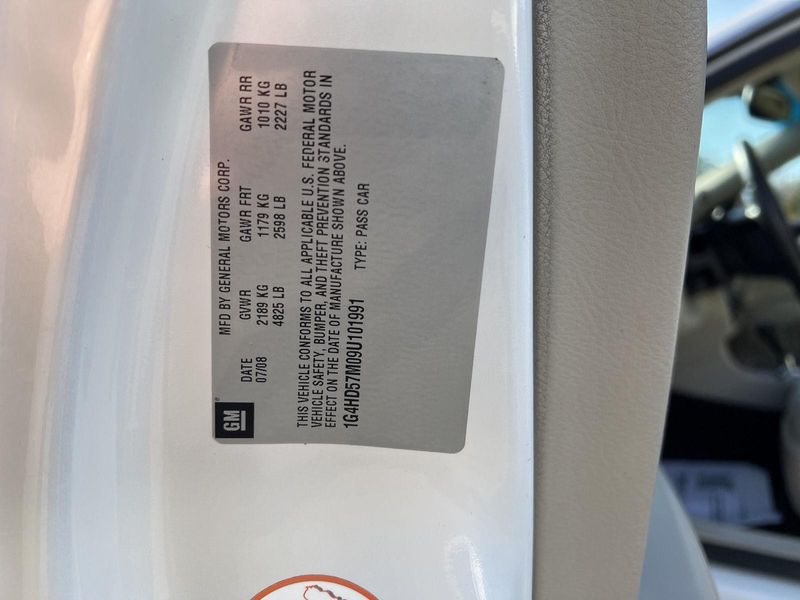 MFD BY GENERAL MOTORS CORP.
DATE GVWR GAWR FRT GAWR RR
07/08 2189 KG 1179 KG 1010 KG
4825 LB 2598 LB 2227 LB
THIS VEHICLE CONFORMS TO ALL APPLICABLE U.S. FEDERAL MOTOR
VEHICLE SAFETY, BUMPER, AND THEFT PREVENTION STANDARDS IN
EFFECT ON THE DATE OF MANUFACTURE SHOWN ABOVE.
1G4HD57M09U101991 TYPE: PASS CAR
GM®